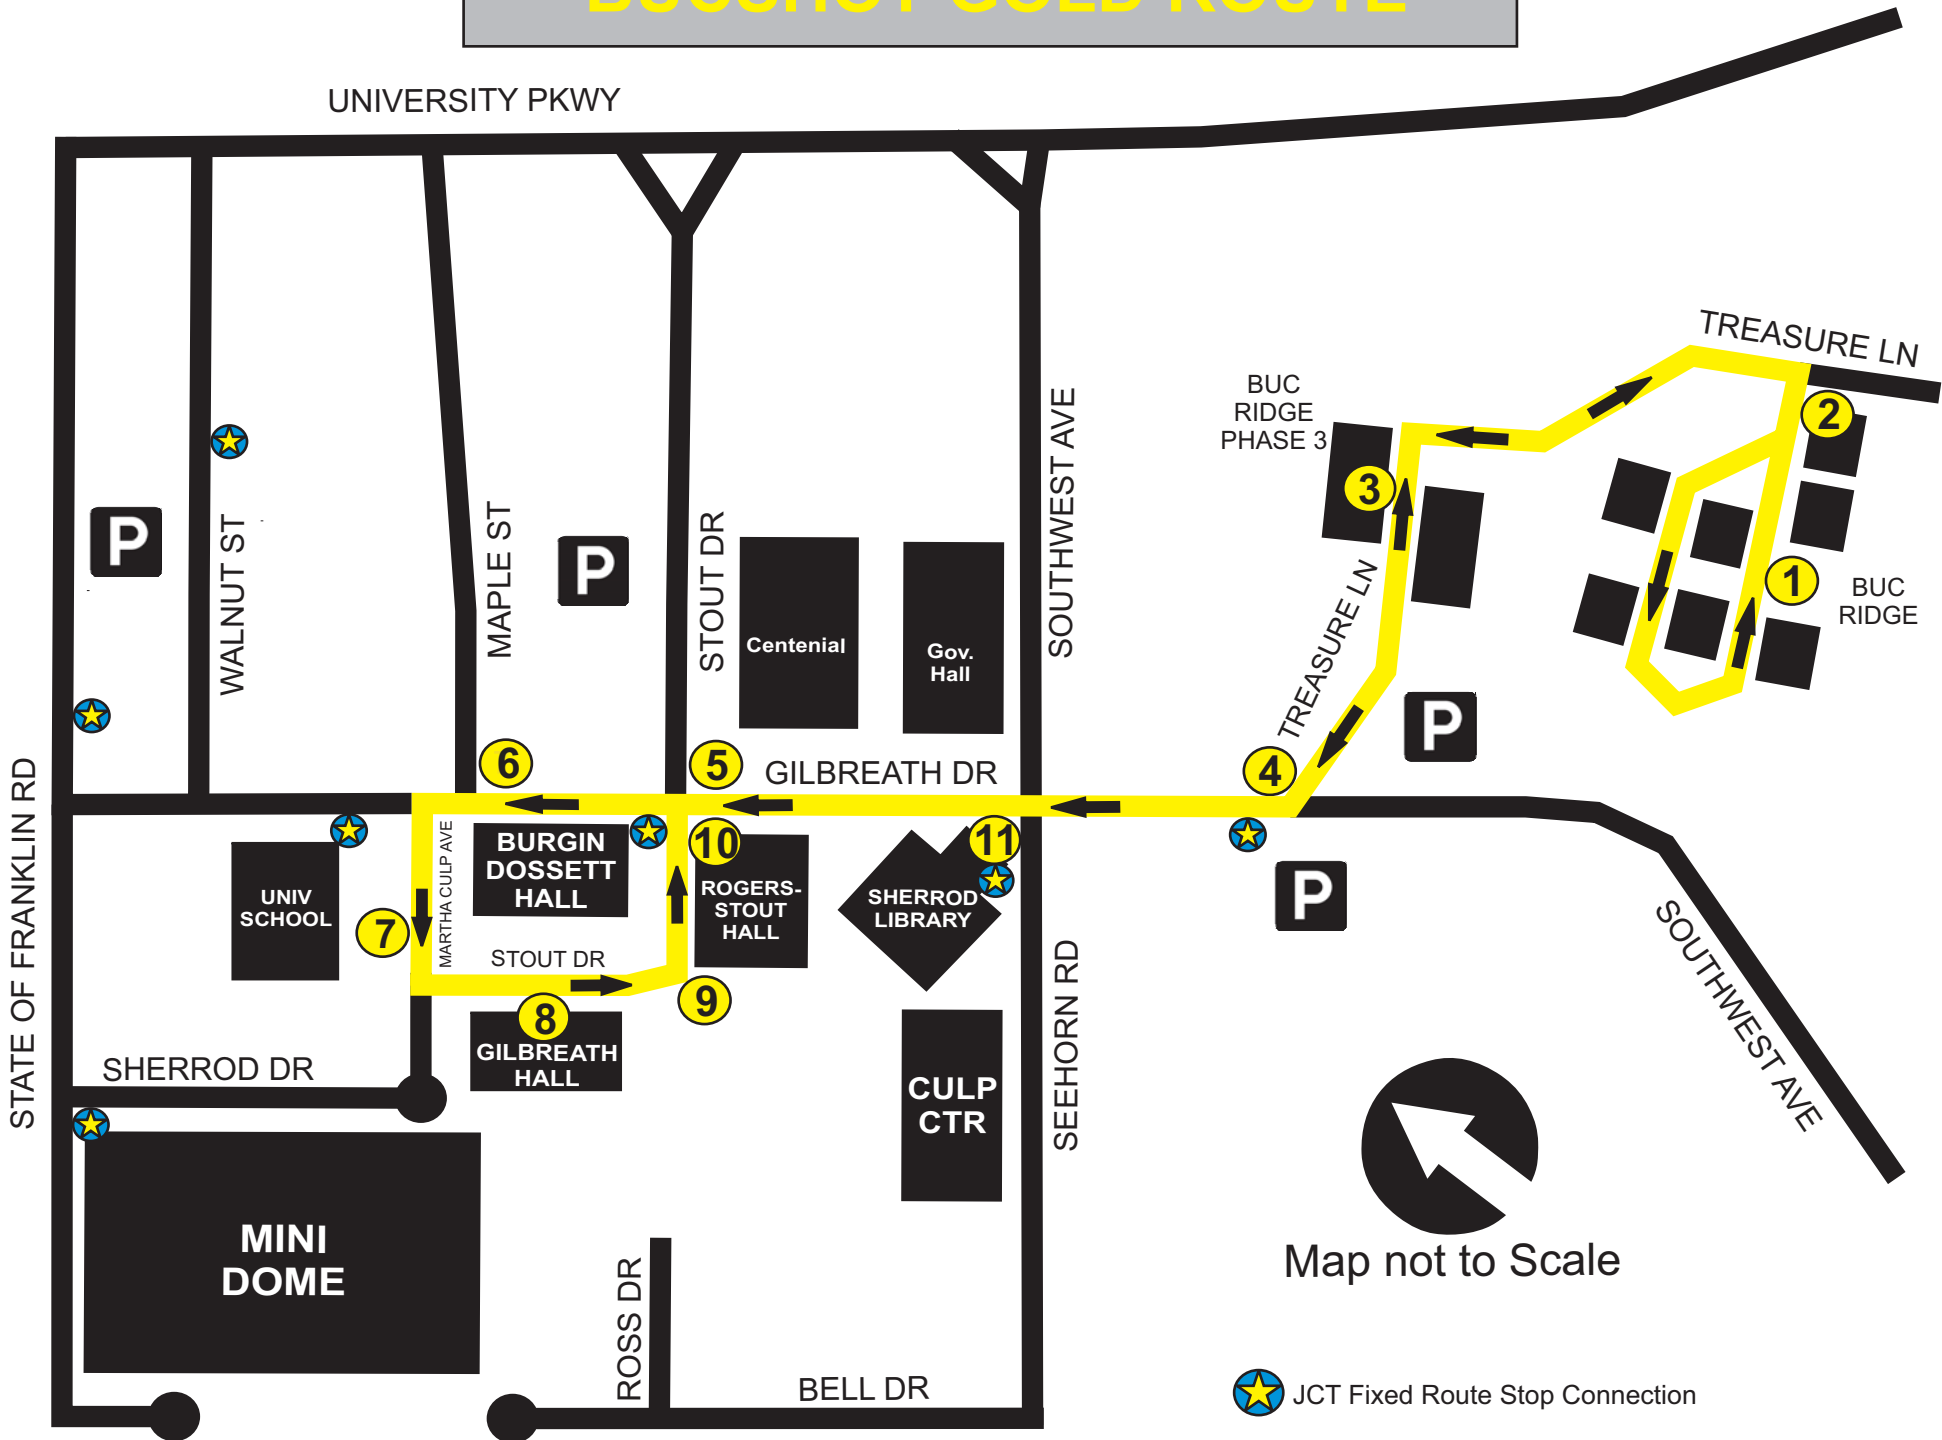 BUCSHOT GOLD ROUTE
UNIVERSITY PKWY
TREASURE LN
BUC
RIDGE
PHASE 3
2
3
1
BUC
RIDGE
P
P
WALNUT ST
MAPLE ST
STOUT DR
SOUTHWEST AVE
TREASURE LN
Centenial
Gov.
Hall
P
6
5
GILBREATH DR
4
STATE OF FRANKLIN RD
UNIV
SCHOOL
7
MARTHA CULP AVE
BURGIN
DOSSETT
HALL
10
ROGERS-
STOUT
HALL
11
SHERROD
LIBRARY
P
SOUTHWEST AVE
STOUT DR
8
9
GILBREATH
HALL
SHERROD DR
CULP
CTR
SEEHORN RD
MINI
DOME
Map not to Scale
ROSS DR
BELL DR
JCT Fixed Route Stop Connection